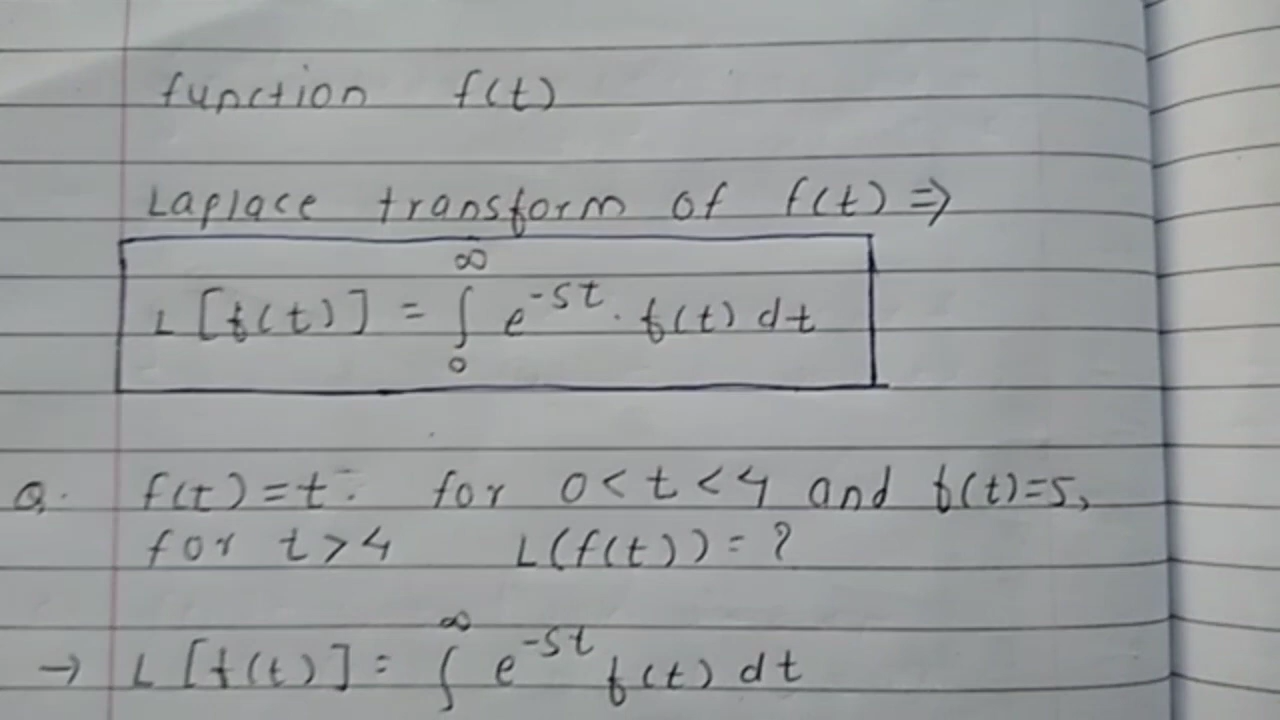 function f(t)
Laplace transform of f(t) ⇒
L [f(t)] = ∫₀^∞ e^-st . f(t) dt
Q. f(t) = t . for 0 < t < 4 and f(t)=5,
for t > 4 L(f(t)) = ?
→ L [f(t)] = ∫^∞ e^-st f(t) dt